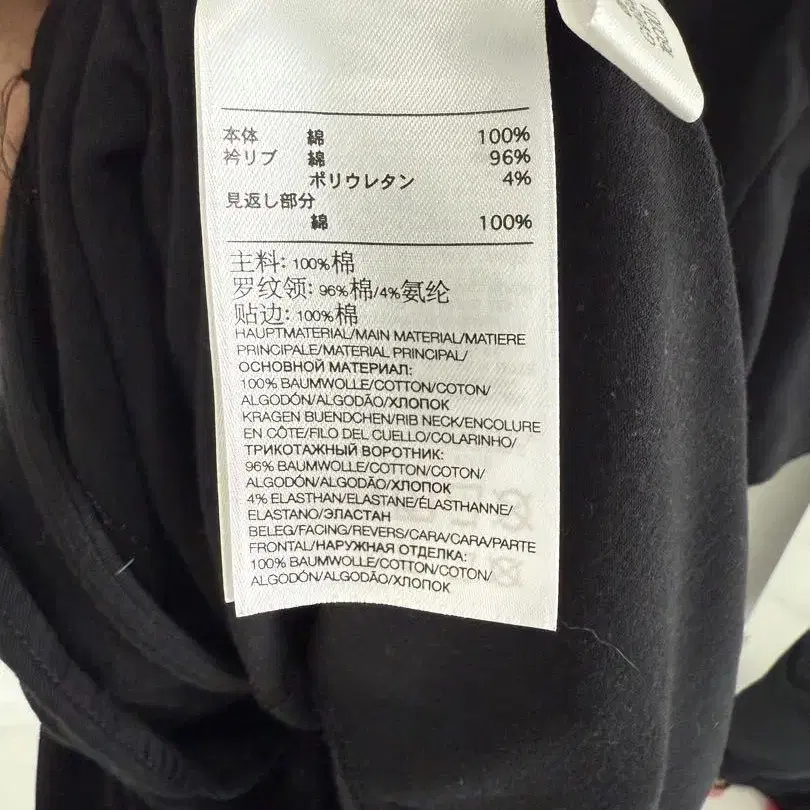 本体 綿 100%
衿リブ 綿 96%
ポリウレタン 4%
見返し部分
綿 100%
主料: 100%棉
罗纹领: 96%棉/4%氨纶
贴边: 100%棉
HAUPTMATERIAL/MAIN MATERIAL/MATIERE
PRINCIPALE/MATERIAL PRINCIPAL/
ОСНОВНОЙ МАТЕРИАЛ:
100% BAUMWOLLE/COTTON/COTON/
ALGODÓN/ALGODÃO/ХЛОПОК
KRAGEN BUENDCHEN/RIB NECK/ENCOLURE
EN CÔTE/FILO DEL CUELLO/COLARINHO/
ТРИКОТАЖНЫЙ ВОРОТНИК:
96% BAUMWOLLE/COTTON/COTON/
ALGODÓN/ALGODÃO/ХЛОПОК
4% ELASTHAN/ELASTANE/ÉLASTHANNE/
ELASTANO/ЭЛАСТАН
BELEG/FACING/REVERS/CARA/CARA/PARTE
FRONTAL/НАРУЖНАЯ ОТДЕЛКА:
100% BAUMWOLLE/COTTON/COTON/
ALGODÓN/ALGODÃO/ХЛОПОК